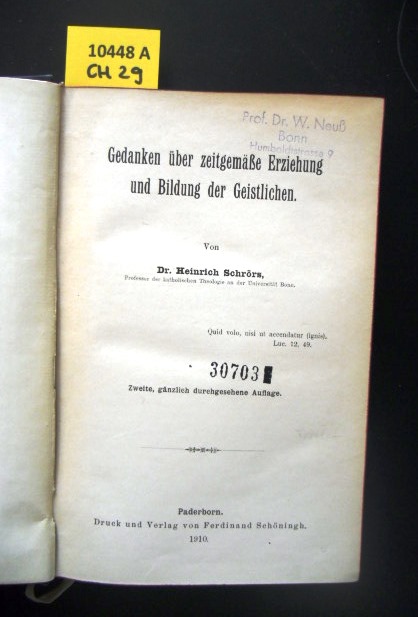 10448 A
CH 29
Prof. Dr. W. Neuß
Bonn
Humboldtstrasse 9
Gedanken über zeitgemäße Erziehung
und Bildung der Geistlichen.
Von
Dr. Heinrich Schrörs,
Professor der katholischen Theologie an der Universität Bonn.
Quid volo, nisi ut accendatur (ignis).
Luc. 12, 49.
30703
Zweite, gänzlich durchgesehene Auflage.
Paderborn.
Druck und Verlag von Ferdinand Schöningh.
1910.